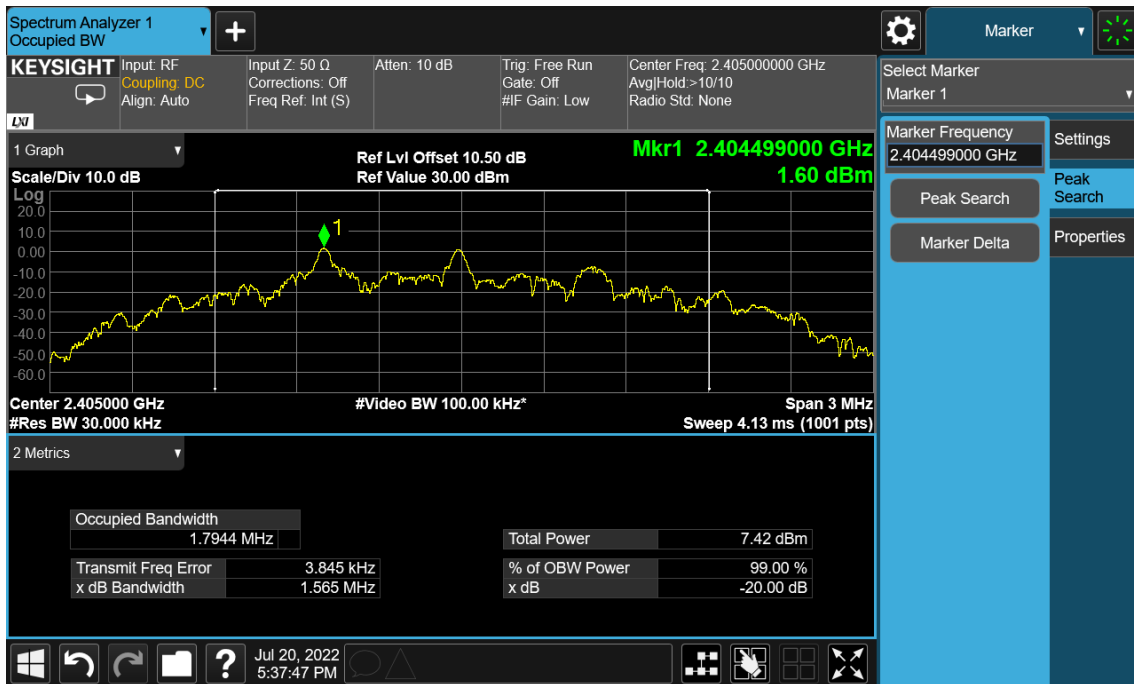 Spectrum Analyzer 1
Occupied BW
+
Marker
KEYSIGHT
LXI
Input: RF
Coupling: DC
Align: Auto
Input Z: 50 Ω
Corrections: Off
Freq Ref: Int (S)
Atten: 10 dB
Trig: Free Run
Gate: Off
#IF Gain: Low
Center Freq: 2.405000000 GHz
Avg|Hold:>10/10
Radio Std: None
Select Marker
Marker 1
Marker Frequency
2.404499000 GHz
Peak Search
Marker Delta
Settings
Peak
Search
Properties
1 Graph
Scale/Div 10.0 dB
Ref Lvl Offset 10.50 dB
Ref Value 30.00 dBm
Mkr1 2.404499000 GHz
1.60 dBm
Log
20.0
10.0
0.00
-10.0
-20.0
-30.0
-40.0
-50.0
-60.0
1
Center 2.405000 GHz
#Res BW 30.000 kHz
#Video BW 100.00 kHz*
Span 3 MHz
Sweep 4.13 ms (1001 pts)
2 Metrics
Occupied Bandwidth
1.7944 MHz
Transmit Freq Error 3.845 kHz
x dB Bandwidth 1.565 MHz
Total Power 7.42 dBm
% of OBW Power 99.00 %
x dB -20.00 dB
?
Jul 20, 2022
5:37:47 PM